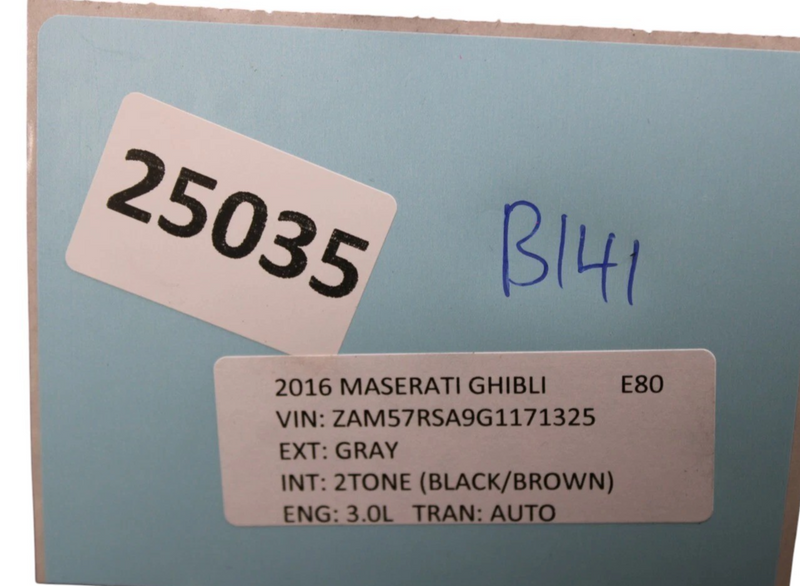 25035
B141
2016 MASERATI GHIBLI E80
VIN: ZAM57RSA9G1171325
EXT: GRAY
INT: 2TONE (BLACK/BROWN)
ENG: 3.0L TRAN: AUTO